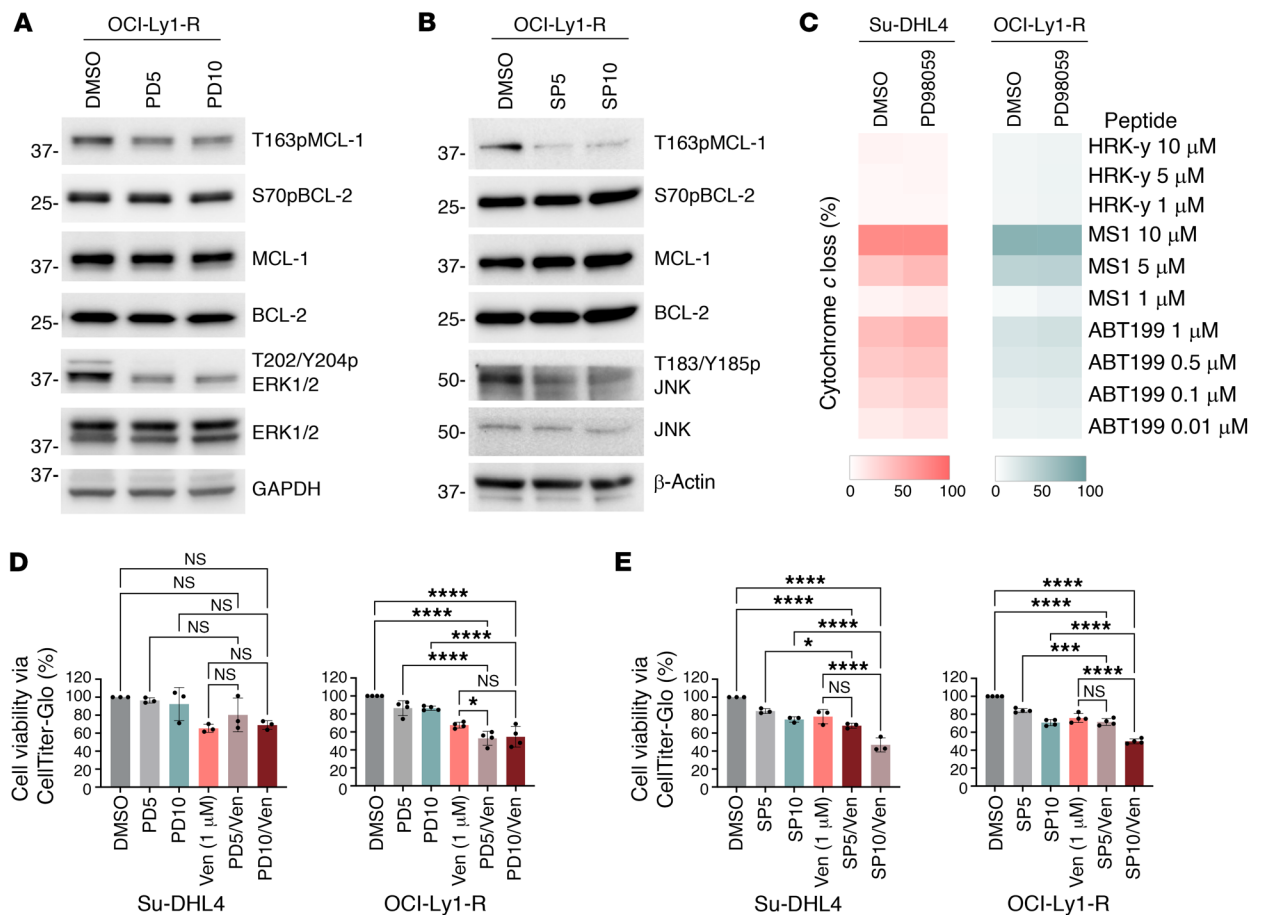 A
OCI-Ly1-R
DMSO
PD5
PD10
37-
T163pMCL-1
25-
S70pBCL-2
37-
MCL-1
25-
BCL-2
37-
T202/Y204p
ERK1/2
37-
ERK1/2
37-
GAPDH
B
OCI-Ly1-R
DMSO
SP5
SP10
37-
T163pMCL-1
25-
S70pBCL-2
37-
MCL-1
25-
BCL-2
50-
T183/Y185p
JNK
50-
JNK
37-
β-Actin
C
Su-DHL4
OCI-Ly1-R
DMSO
PD98059
DMSO
PD98059
Peptide
Cytochrome c loss (%)
HRK-y 10 μM
HRK-y 5 μM
HRK-y 1 μM
MS1 10 μM
MS1 5 μM
MS1 1 μM
ABT199 1 μM
ABT199 0.5 μM
ABT199 0.1 μM
ABT199 0.01 μM
0 50 100
0 50 100
D
Cell viability via
CellTiter-Glo (%)
NS
NS
NS
NS
NS
NS
120
100
80
60
40
20
0
DMSO
PD5
PD10
Ven (1 μM)
PD5/Ven
PD10/Ven
Su-DHL4
****
****
****
****
NS
*
120
100
80
60
40
20
0
DMSO
PD5
PD10
Ven (1 μM)
PD5/Ven
PD10/Ven
OCI-Ly1-R
E
Cell viability via
CellTiter-Glo (%)
****
****
****
*
****
NS
120
100
80
60
40
20
0
DMSO
SP5
SP10
Ven (1 μM)
SP5/Ven
SP10/Ven
Su-DHL4
****
****
****
***
****
NS
120
100
80
60
40
20
0
DMSO
SP5
SP10
Ven (1 μM)
SP5/Ven
SP10/Ven
OCI-Ly1-R